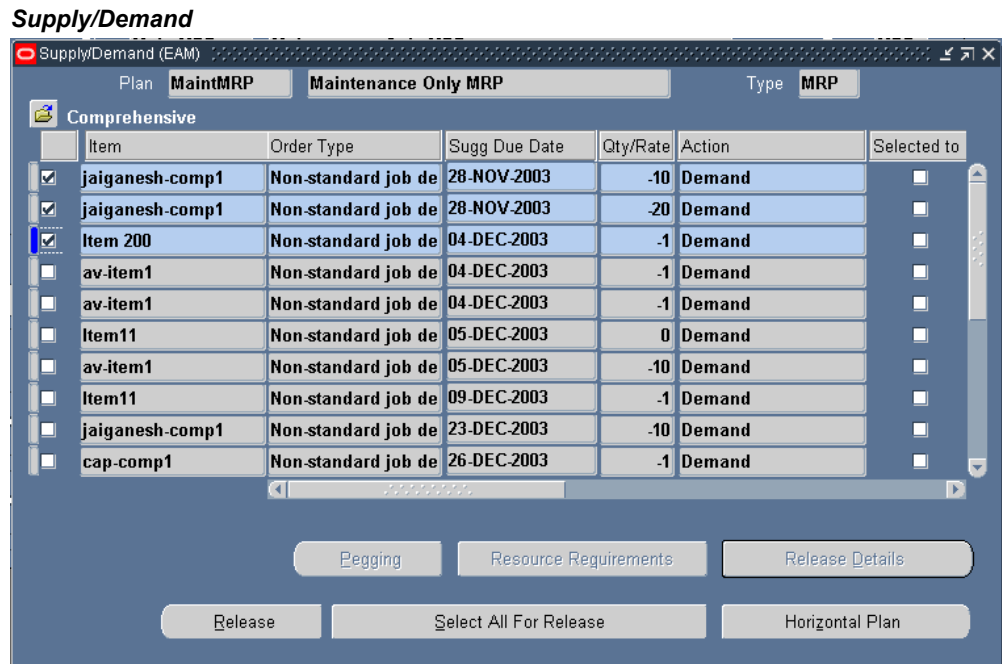 Supply/Demand
Supply/Demand (EAM)
Plan MaintMRP Maintenance Only MRP Type MRP
Comprehensive
Item Order Type Sugg Due Date Qty/Rate Action Selected to
jaiganesh-comp1 Non-standard job de 28-NOV-2003 -10 Demand
jaiganesh-comp1 Non-standard job de 28-NOV-2003 -20 Demand
Item 200 Non-standard job de 04-DEC-2003 -1 Demand
av-item1 Non-standard job de 04-DEC-2003 -1 Demand
av-item1 Non-standard job de 04-DEC-2003 -1 Demand
Item11 Non-standard job de 05-DEC-2003 0 Demand
av-item1 Non-standard job de 05-DEC-2003 -10 Demand
Item11 Non-standard job de 09-DEC-2003 -1 Demand
jaiganesh-comp1 Non-standard job de 23-DEC-2003 -10 Demand
cap-comp1 Non-standard job de 26-DEC-2003 -1 Demand
Pegging Resource Requirements Release Details
Release Select All For Release Horizontal Plan